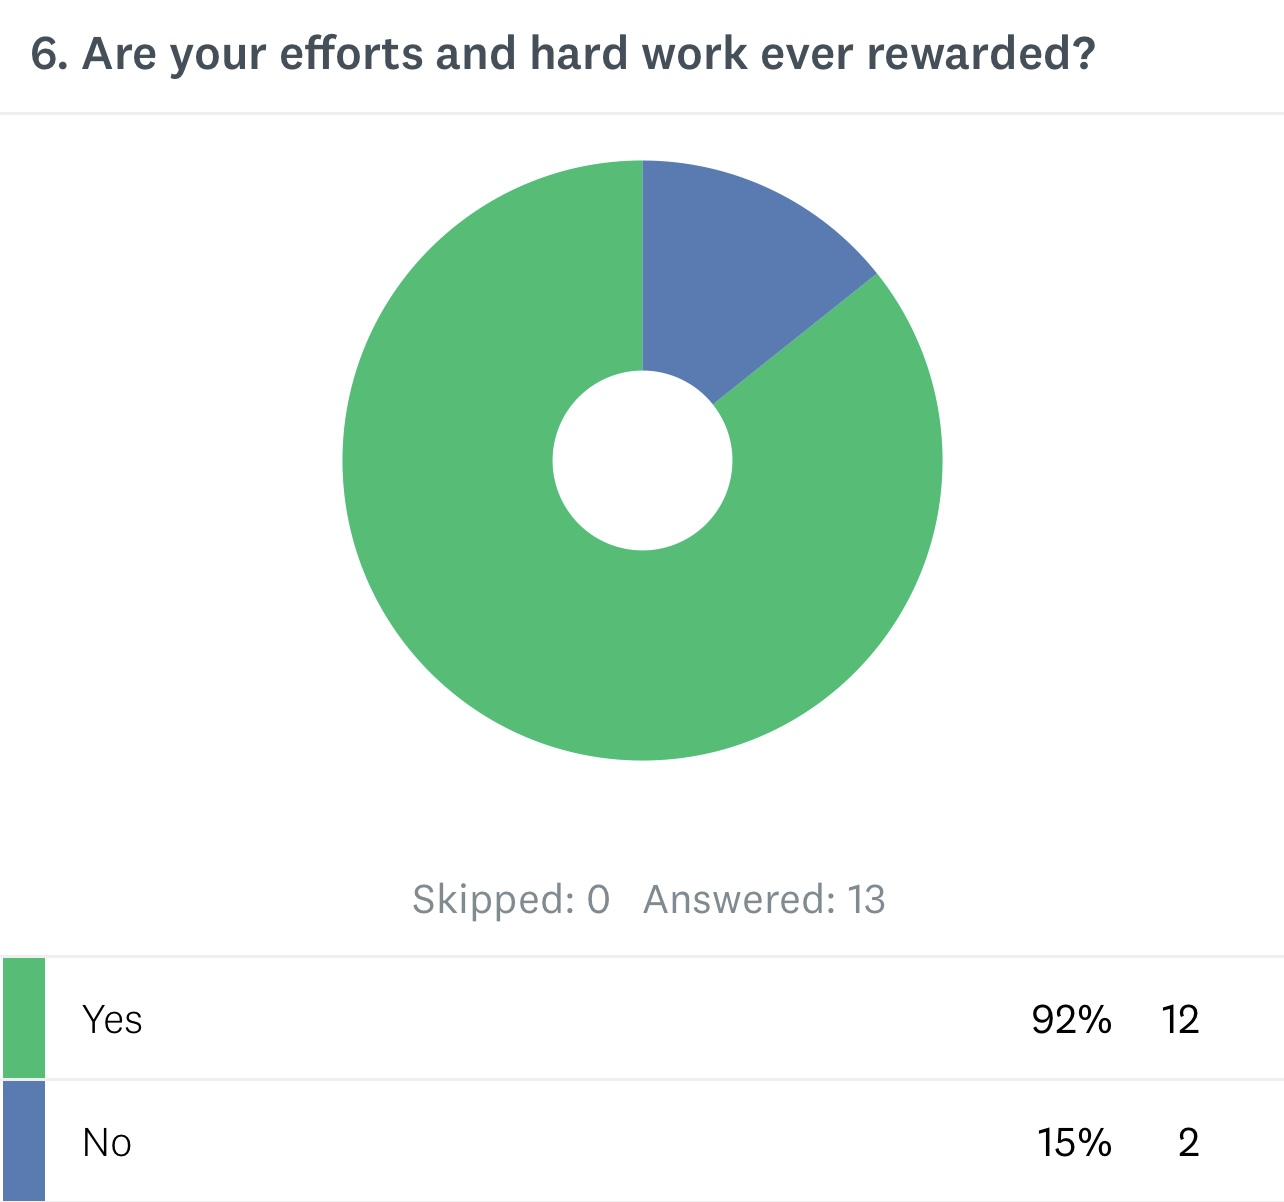 6. Are your efforts and hard work ever rewarded?
Skipped: 0 Answered: 13
Yes 92% 12
No 15% 2